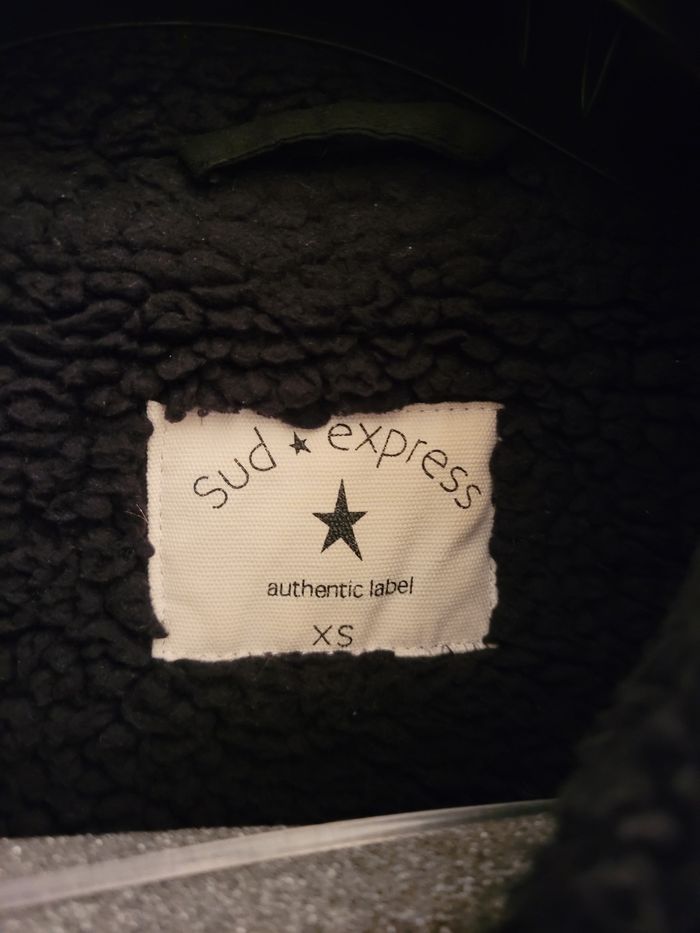 sud express
authentic label
XS